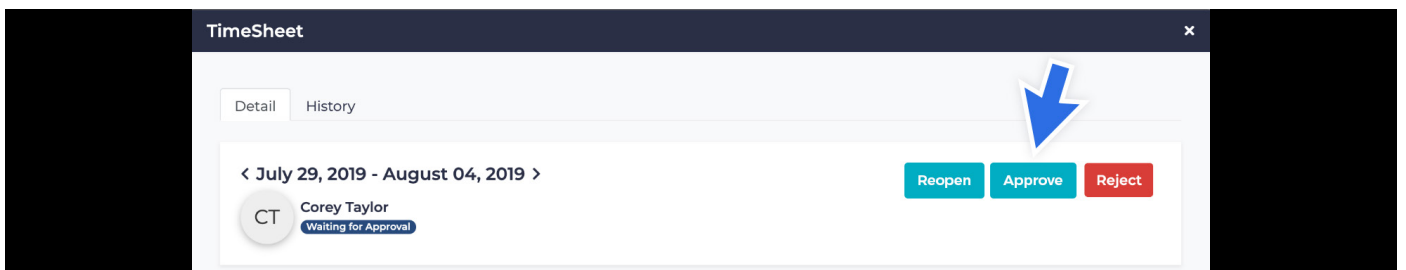 TimeSheet ×
Detail History
< July 29, 2019 - August 04, 2019 > Reopen Approve Reject
CT Corey Taylor
Waiting for Approval